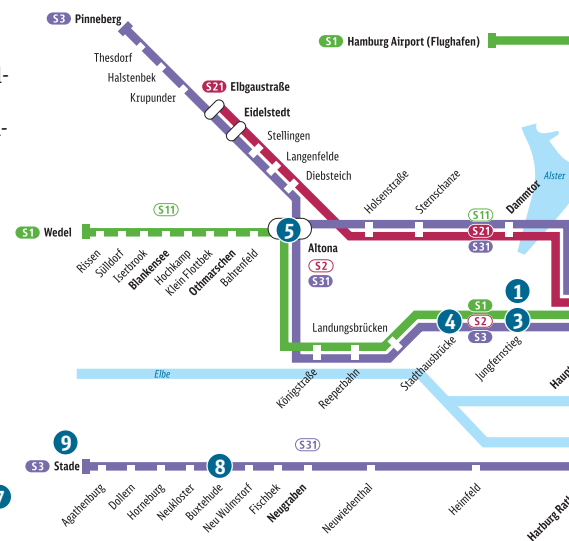 S3 Pinneberg
S1 Hamburg Airport (Flughafen)
Thesdorf
Halstenbek
Krupunder
S21 Elbgaustraße
Eidelstedt
Stellingen
Langenfelde
Diebsteich
Holsenstraße
Sternschanze
Dammtor
Alster
S11
S21
S31
S11
S1 Wedel
Rissen
Sülldorf
Iserbrook
Blankensee
Hochkamp
Klein Flottbek
Othmarschen
Bahrenfeld
5
Altona
S2
S31
1
S1
S2
S3
4
3
Landungsbrücken
Königstraße
Reeperbahn
Stadthausbrücke
Jungfernstieg
Elbe
9
S31
S3 Stade
8
7
Agathenburg
Dollern
Horneburg
Neukloster
Buxtehude
Neu Wulmstorf
Fischbek
Neugraben
Neuwiedenthal
Heimfeld